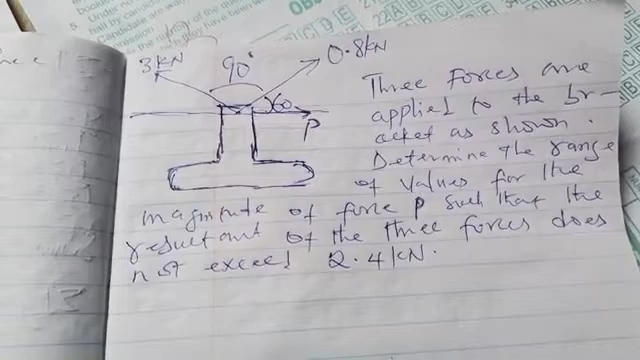 3kN
90°
0.8kN
60
P
Three Forces are
applied to the br-
acket as shown.
Determine the range
of values for the
magnitude of force P such that the
resultant of the three forces does
not exceed 2.4kN.